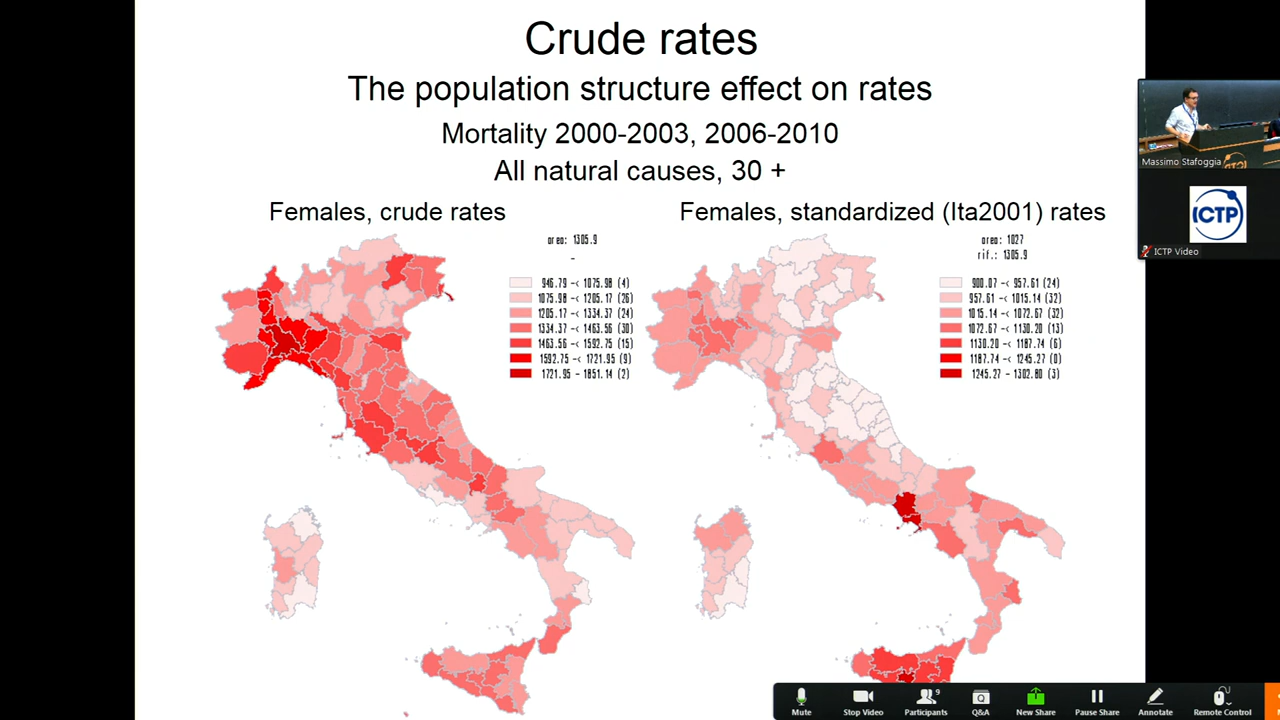 Crude rates
The population structure effect on rates
Mortality 2000-2003, 2006-2010
All natural causes, 30 +
Females, crude rates
area: 1305.9
-
946.79 -< 1075.98 (4)
1075.98 -< 1205.17 (26)
1205.17 -< 1334.37 (24)
1334.37 -< 1463.56 (30)
1463.56 -< 1592.75 (15)
1592.75 -< 1721.95 (9)
1721.95 - 1851.14 (2)
Females, standardized (Ita2001) rates
area: 1027
rif.: 1305.9
900.07 -< 957.61 (24)
957.61 -< 1015.14 (32)
1015.14 -< 1072.67 (32)
1072.67 -< 1130.20 (13)
1130.20 -< 1187.74 (6)
1187.74 -< 1245.27 (0)
1245.27 - 1302.80 (3)
Massimo Stafoggia
ICTP
ICTP
ICTP Video
Mute
Stop Video
9
Participants
Q&A
New Share
Pause Share
Annotate
Remote Control